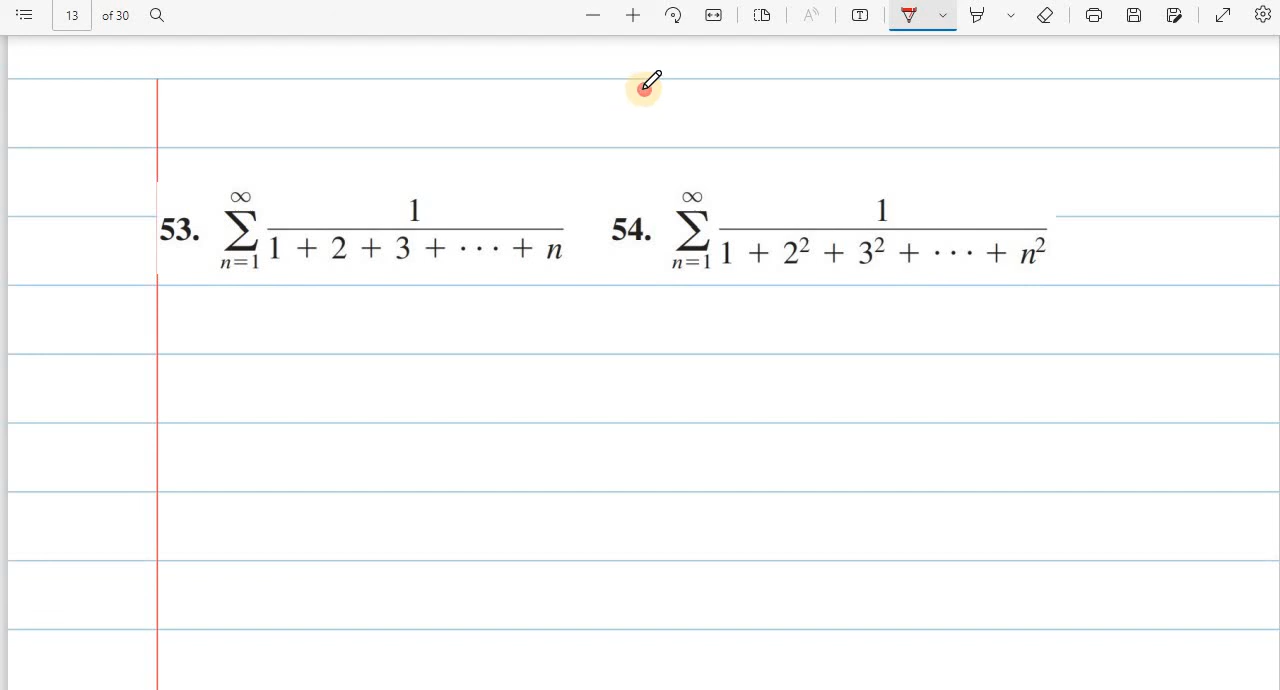 13 of 30
53. ∞ ∑ n=1 1 / 1 + 2 + 3 + ⋯ + n 54. ∞ ∑ n=1 1 / 1 + 2² + 3² + ⋯ + n²